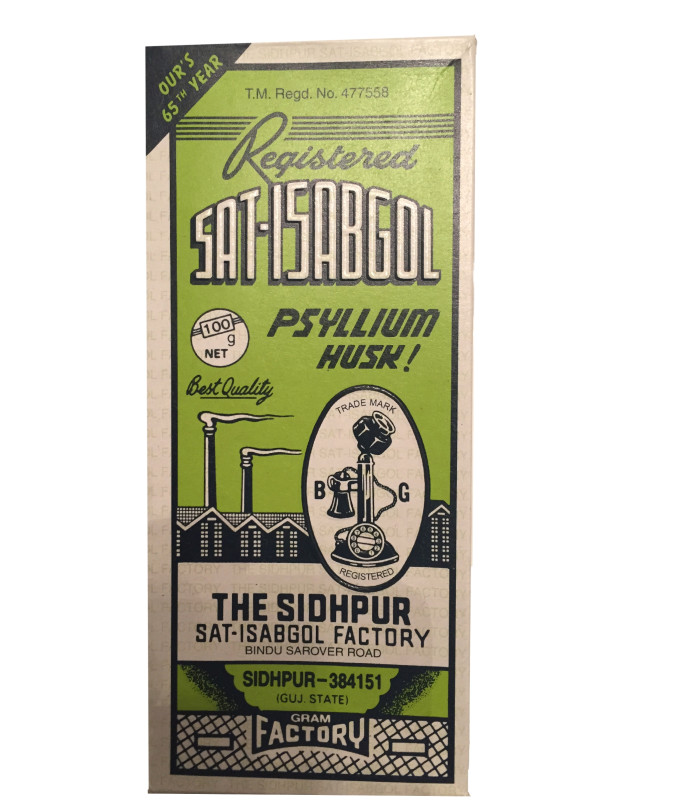 OUR'S
65TH YEAR
T.M. Regd. No. 477558
Registered
SAT-ISABGOL
100
g
NET
PSYLLIUM
HUSK!
Best Quality
TRADE MARK
B G
REGISTERED
THE SIDHPUR
SAT-ISABGOL FACTORY
BINDU SAROVER ROAD
SIDHPUR-384151
(GUJ. STATE)
GRAM
FACTORY